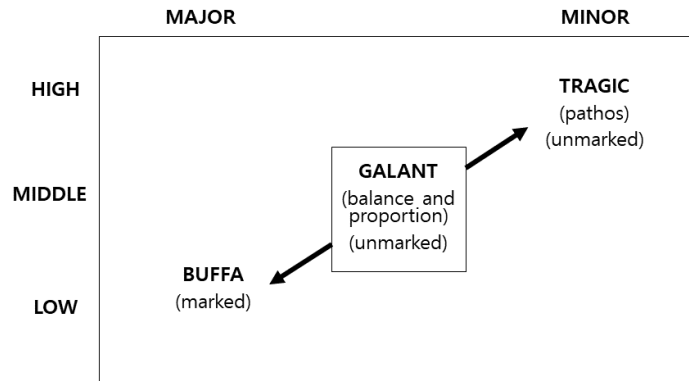 MAJOR MINOR
HIGH
TRAGIC
(pathos)
(unmarked)
MIDDLE
GALANT
(balance and
proportion)
(unmarked)
BUFFA
(marked)
LOW